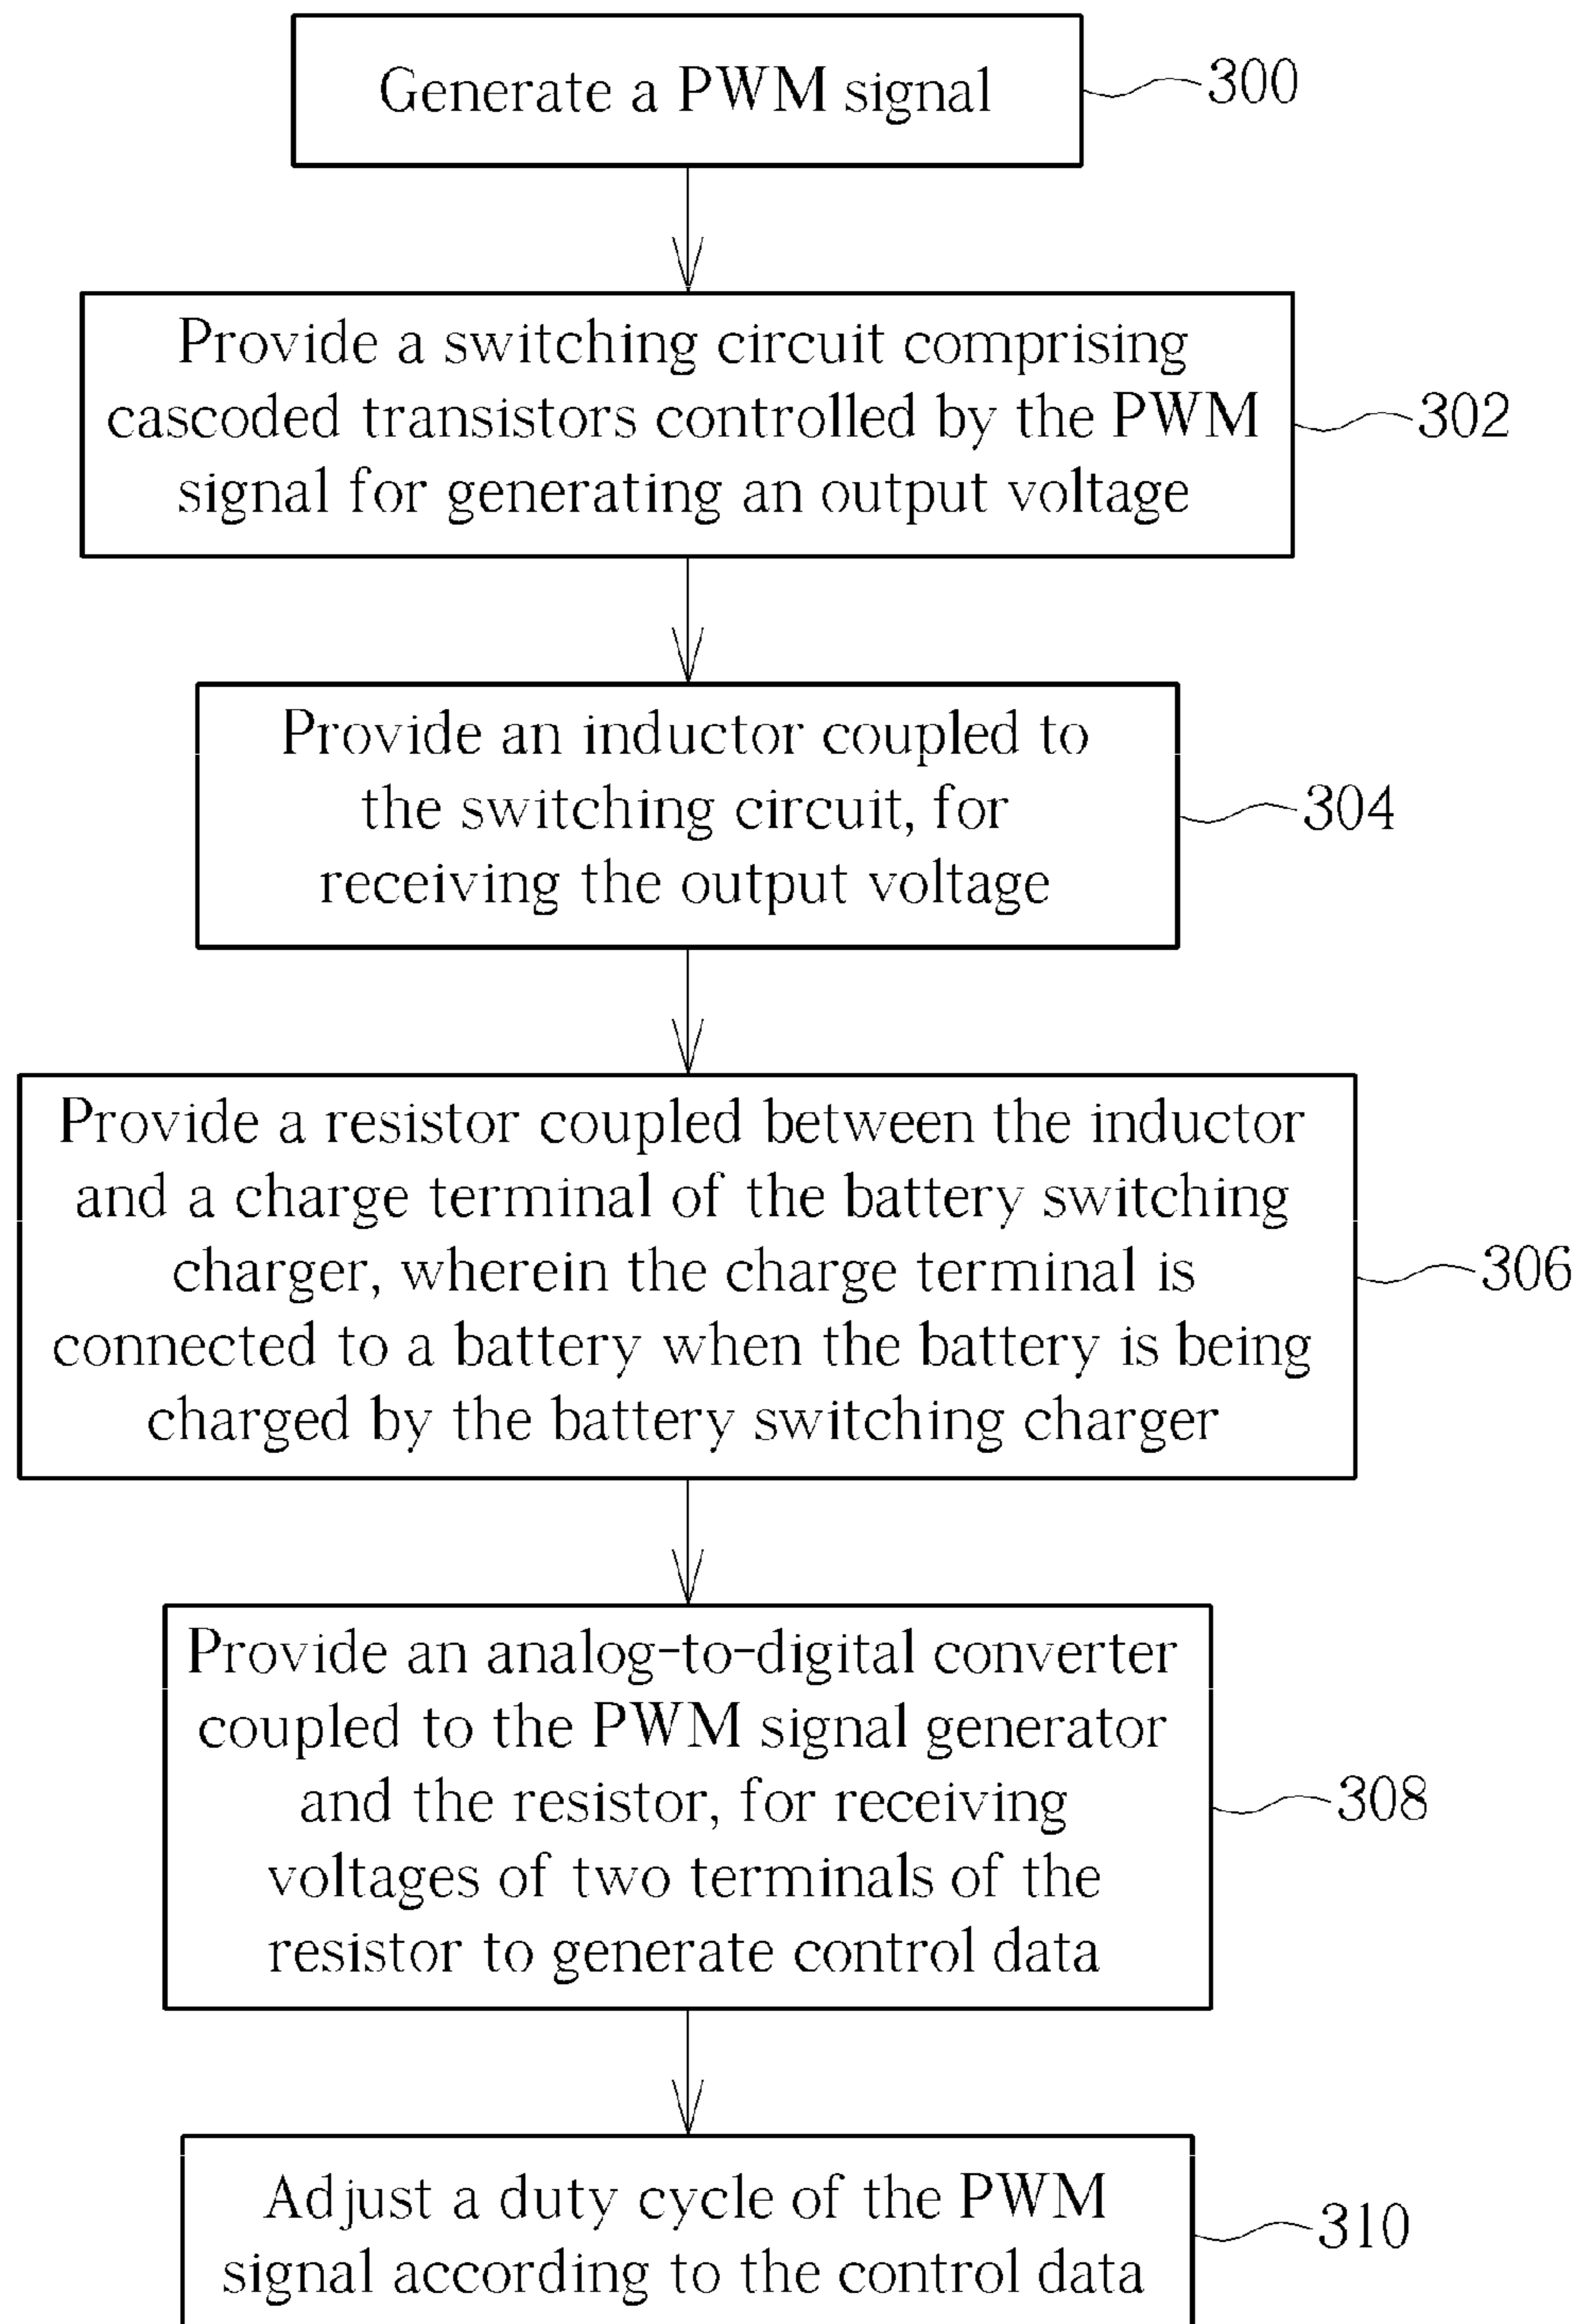 Generate a PWM signal
300
Provide a switching circuit comprising
cascoded transistors controlled by the PWM
signal for generating an output voltage
302
Provide an inductor coupled to
the switching circuit, for
receiving the output voltage
304
Provide a resistor coupled between the inductor
and a charge terminal of the battery switching
charger, wherein the charge terminal is
connected to a battery when the battery is being
charged by the battery switching charger
306
Provide an analog-to-digital converter
coupled to the PWM signal generator
and the resistor, for receiving
voltages of two terminals of the
resistor to generate control data
308
Adjust a duty cycle of the PWM
signal according to the control data
310